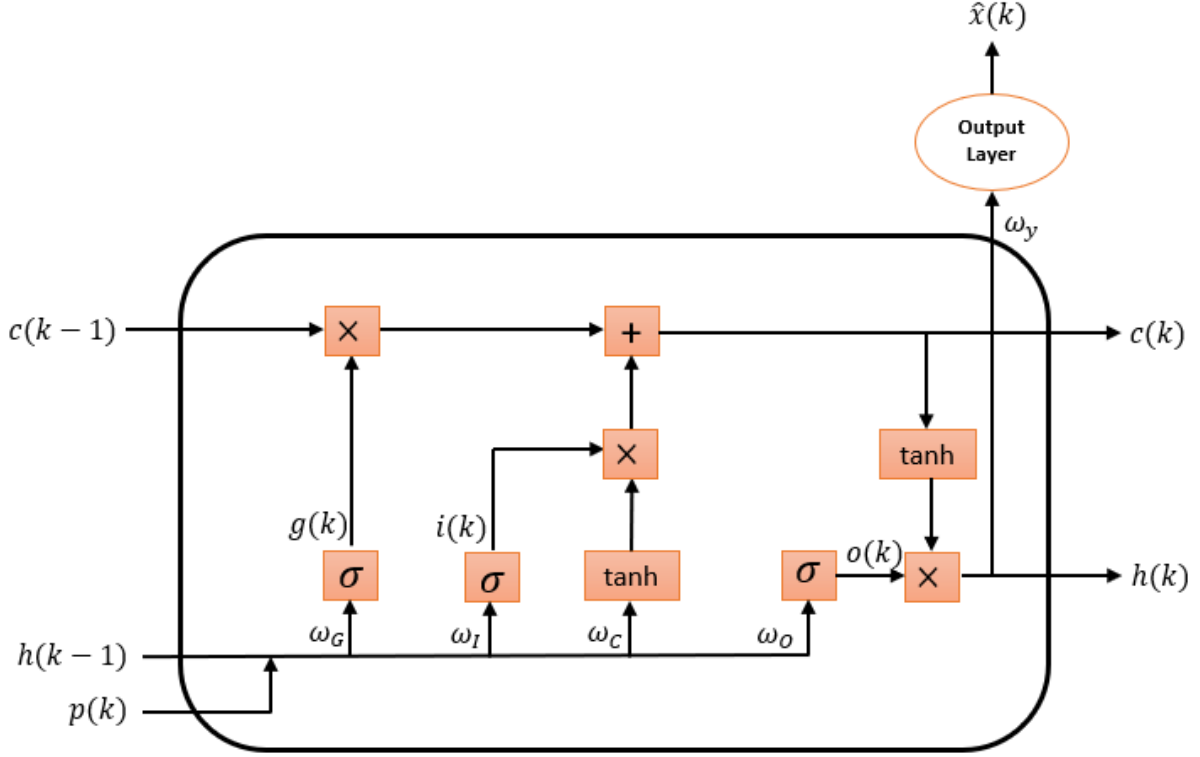 x̂(k)
Output
Layer
ω_y
c(k − 1)
×
+
c(k)
×
tanh
g(k)
i(k)
o(k)
σ
σ
tanh
σ
×
h(k)
ω_G
ω_I
ω_C
ω_O
h(k−1)
p(k)